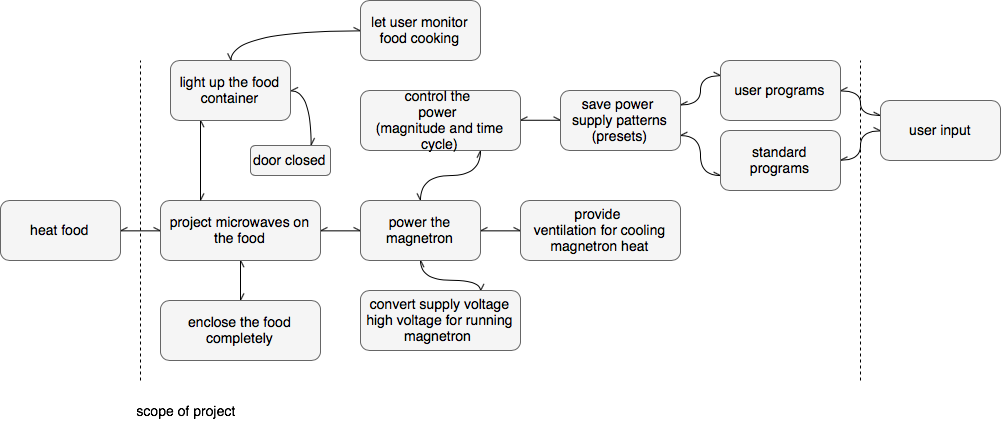 let user monitor
food cooking
light up the food
container
control the
power
(magnitude and time
cycle)
save power
supply patterns
(presets)
user programs
user input
door closed
standard
programs
heat food
project microwaves on
the food
power the
magnetron
provide
ventilation for cooling
magnetron heat
enclose the food
completely
convert supply voltage
high voltage for running
magnetron
scope of project